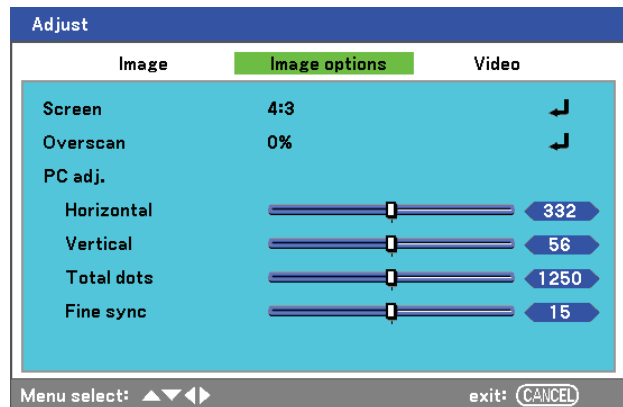 Adjust
Image Image options Video
Screen 4:3
Overscan 0%
PC adj.
Horizontal 332
Vertical 56
Total dots 1250
Fine sync 15
Menu select: exit: CANCEL